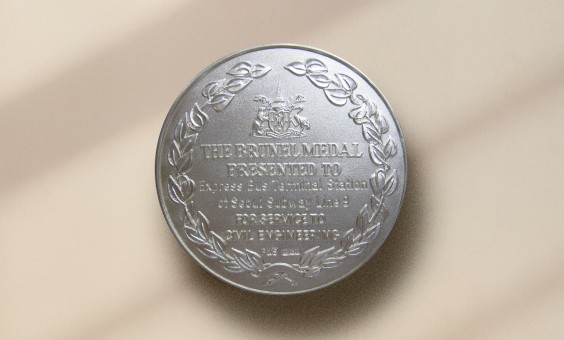 THE BRUNEL MEDAL
PRESENTED TO
Express Bus Terminal Station
of Seoul Subway Line 9
FOR SERVICE TO
CIVIL ENGINEERING